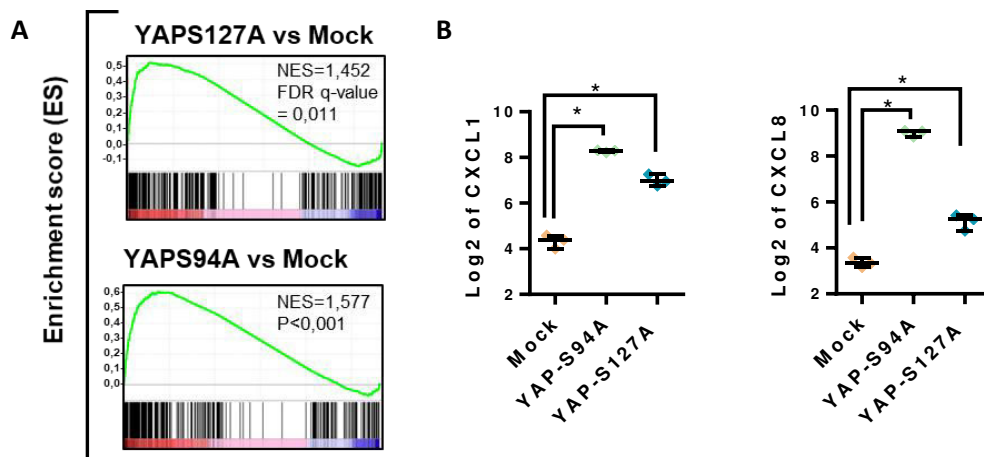 A
Enrichment score (ES)
YAPS127A vs Mock
0,5
0,4
0,3
0,2
0,1
0,0
-0,1
NES=1,452
FDR q-value
= 0,011
YAPS94A vs Mock
0,6
0,5
0,4
0,3
0,2
0,1
0,0
NES=1,577
P<0,001
B
Log2 of CXCL1
10
8
6
4
2
*
*
Mock
YAP-S94A
YAP-S127A
Log2 of CXCL8
10
8
6
4
2
*
*
Mock
YAP-S94A
YAP-S127A